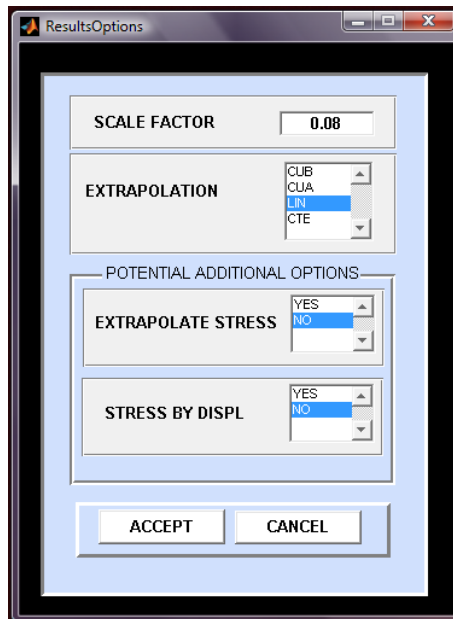 ResultsOptions
SCALE FACTOR 0.08
EXTRAPOLATION
CUB
CUA
LIN
CTE
POTENTIAL ADDITIONAL OPTIONS
EXTRAPOLATE STRESS
YES
NO
STRESS BY DISPL
YES
NO
ACCEPT CANCEL